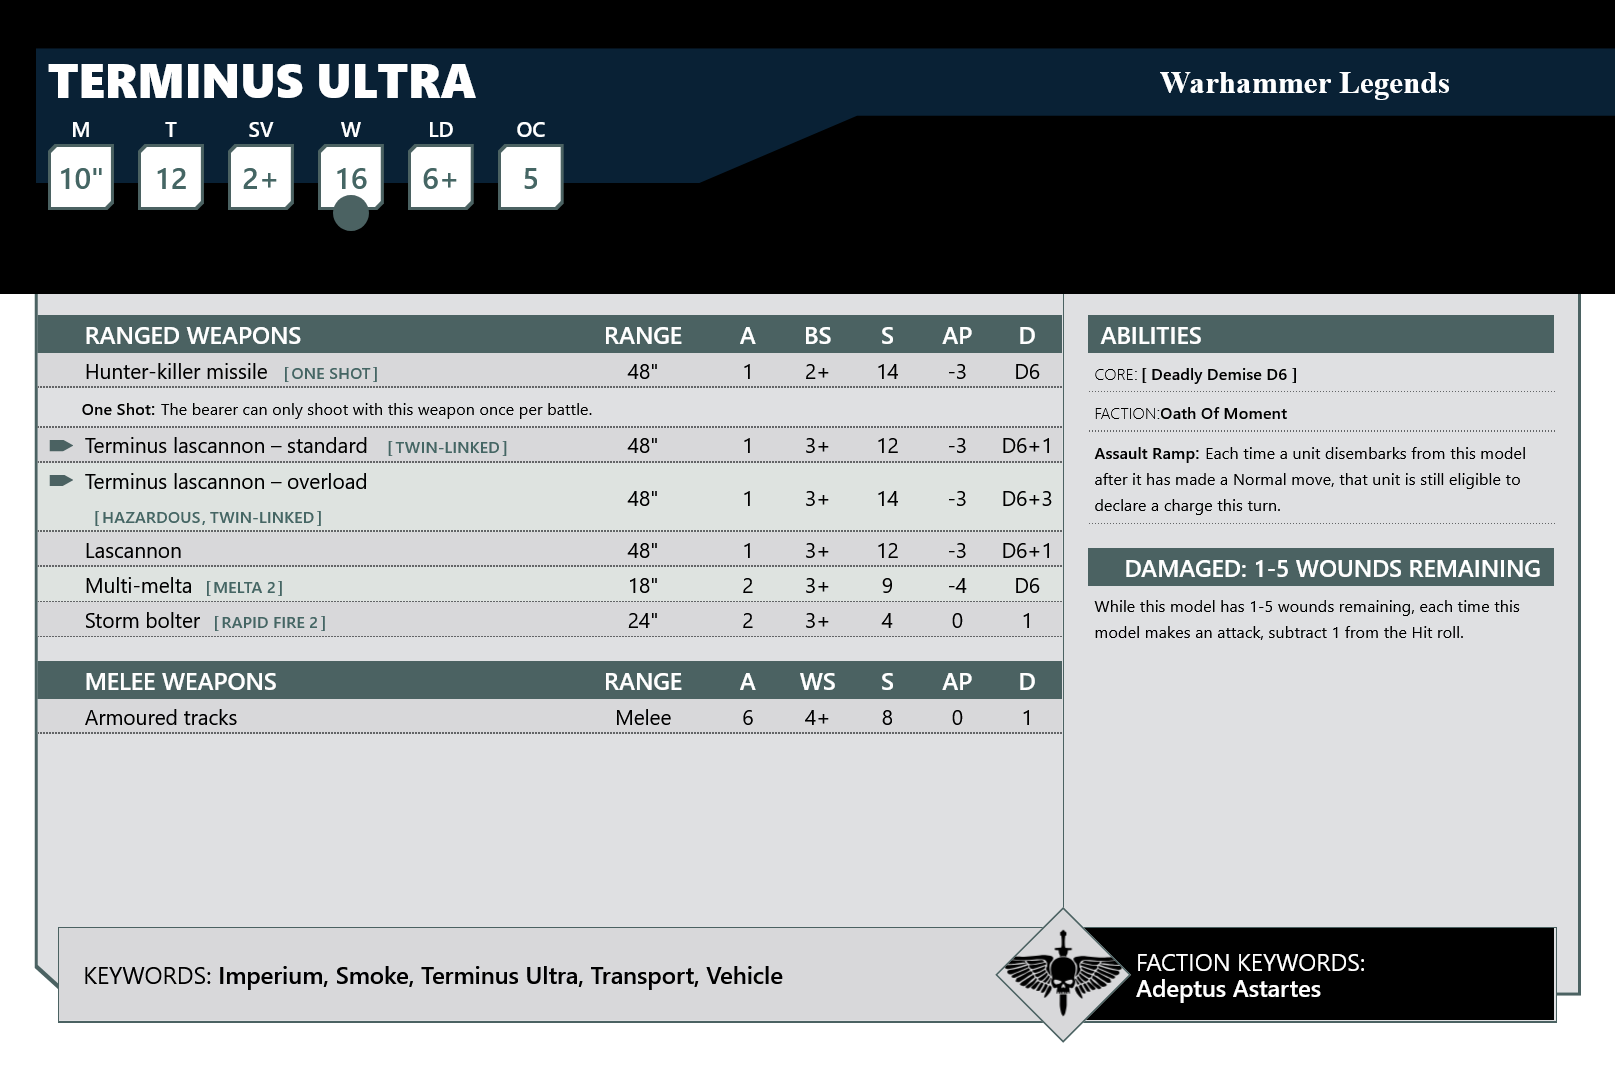 TERMINUS ULTRA
Warhammer Legends
M T SV W LD OC
10" 12 2+ 16 6+ 5
RANGED WEAPONS RANGE A BS S AP D
Hunter-killer missile [ONE SHOT] 48" 1 2+ 14 -3 D6
One Shot: The bearer can only shoot with this weapon once per battle.
Terminus lascannon – standard [TWIN-LINKED] 48" 1 3+ 12 -3 D6+1
Terminus lascannon – overload
48" 1 3+ 14 -3 D6+3
[HAZARDOUS, TWIN-LINKED]
Lascannon 48" 1 3+ 12 -3 D6+1
Multi-melta [MELTA 2] 18" 2 3+ 9 -4 D6
Storm bolter [RAPID FIRE 2] 24" 2 3+ 4 0 1
MELEE WEAPONS RANGE A WS S AP D
Armoured tracks Melee 6 4+ 8 0 1
ABILITIES
CORE: [ Deadly Demise D6 ]
FACTION:Oath Of Moment
Assault Ramp: Each time a unit disembarks from this model
after it has made a Normal move, that unit is still eligible to
declare a charge this turn.
DAMAGED: 1-5 WOUNDS REMAINING
While this model has 1-5 wounds remaining, each time this
model makes an attack, subtract 1 from the Hit roll.
KEYWORDS: Imperium, Smoke, Terminus Ultra, Transport, Vehicle
FACTION KEYWORDS:
Adeptus Astartes